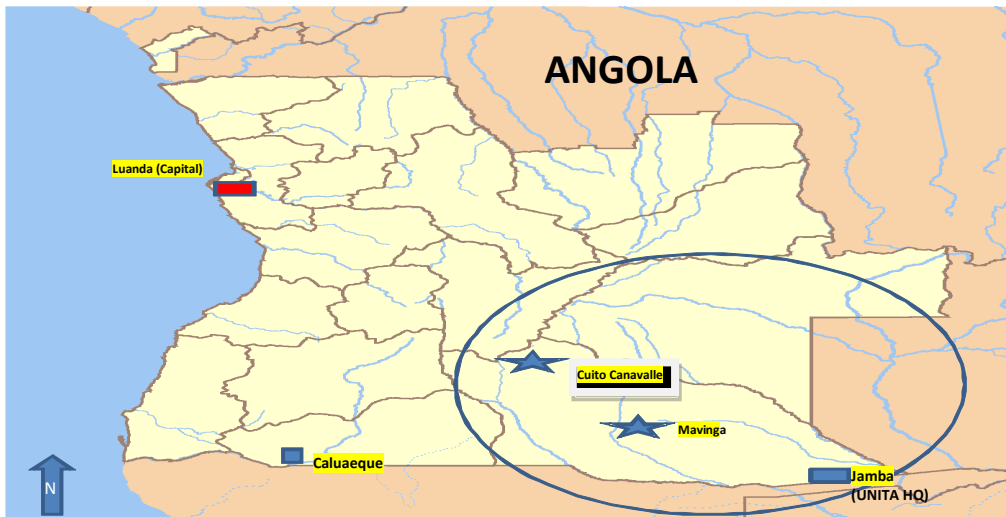 ANGOLA
Luanda (Capital)
Cuito Canavalle
Mavinga
Caluaeque
Jamba
(UNITA HQ)
N